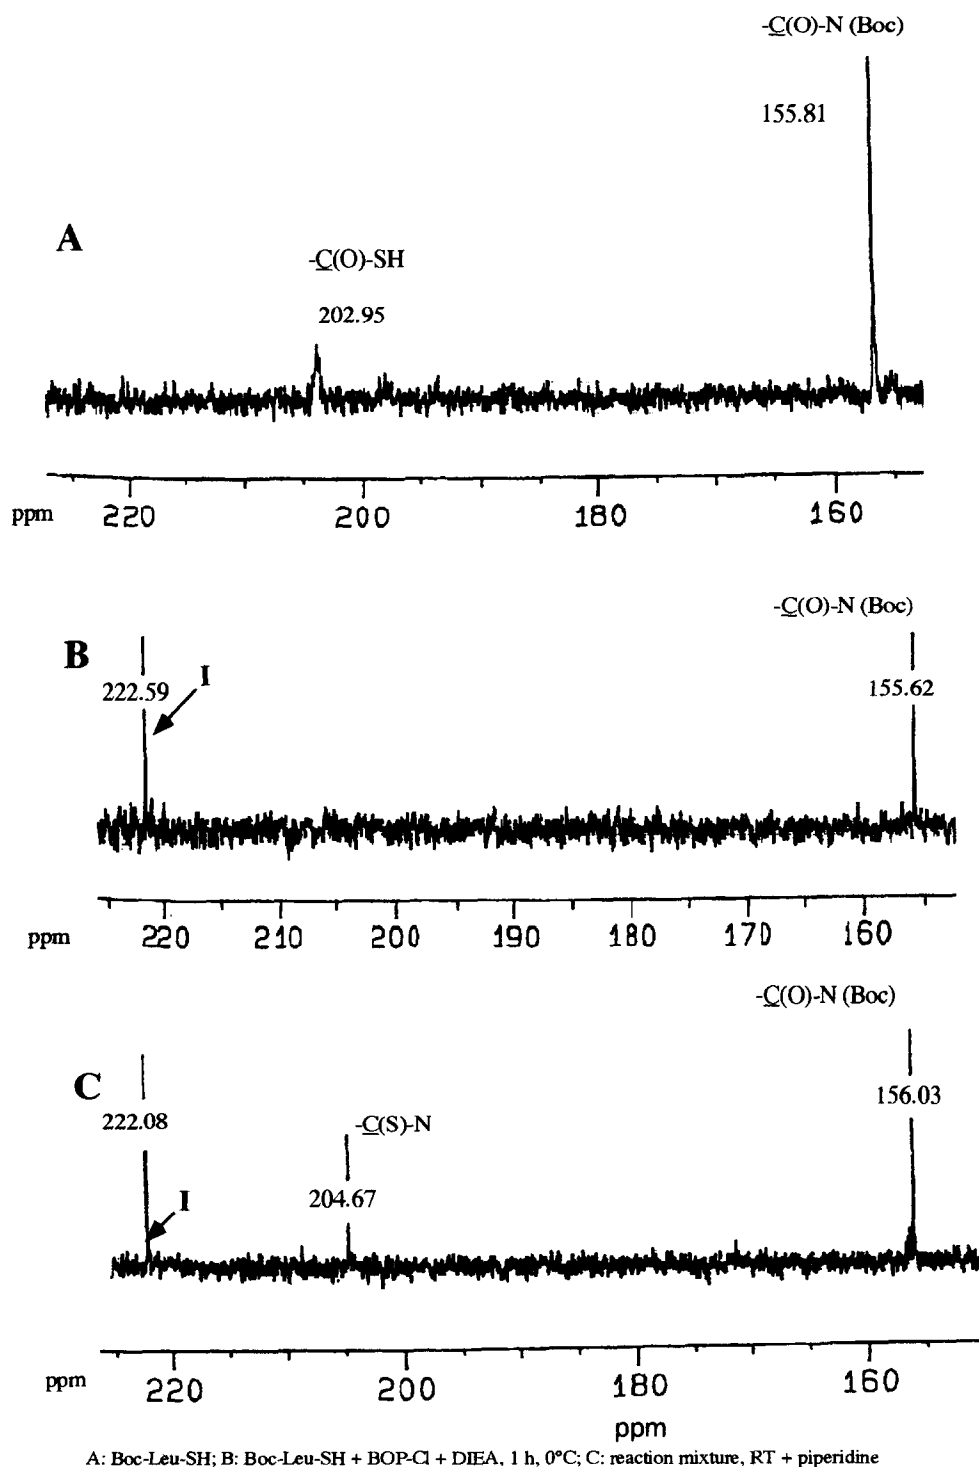 -C(O)-N (Boc)
155.81
A
-C(O)-SH
202.95
ppm 220 200 180 160
-C(O)-N (Boc)
B
I
222.59
155.62
ppm 220 210 200 190 180 170 160
-C(O)-N (Boc)
C
222.08
156.03
-C(S)-N
I
204.67
ppm 220 200 180 160
ppm
A: Boc-Leu-SH; B: Boc-Leu-SH + BOP-Cl + DIEA, 1 h, 0°C; C: reaction mixture, RT + piperidine